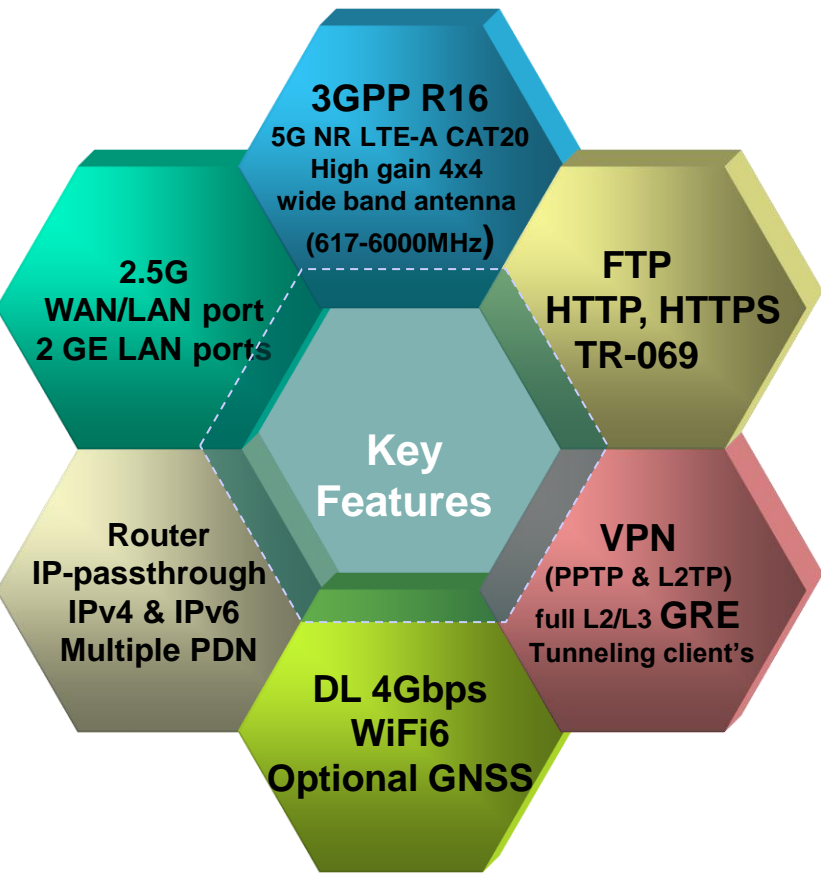 3GPP R16
5G NR LTE-A CAT20
High gain 4x4
wide band antenna
(617-6000MHz)
2.5G
WAN/LAN port
2 GE LAN ports
FTP
HTTP, HTTPS
TR-069
Key
Features
Router
IP-passthrough
IPv4 & IPv6
Multiple PDN
VPN
(PPTP & L2TP)
full L2/L3 GRE
Tunneling client's
DL 4Gbps
WiFi6
Optional GNSS